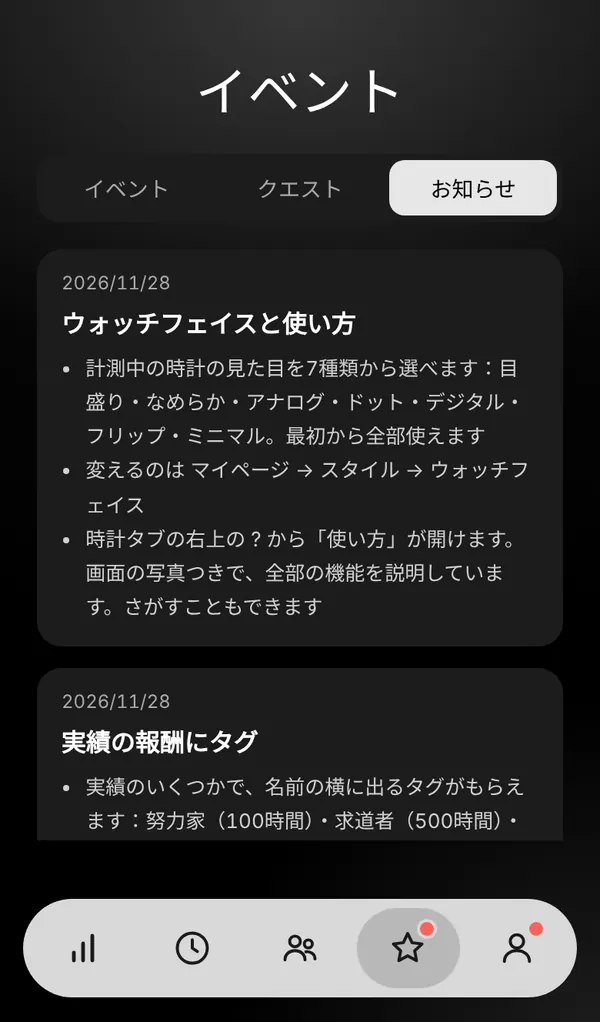 イベント
イベント
クエスト
お知らせ
2026/11/28
ウォッチフェイスと使い方
• 計測中の時計の見た目を7種類から選べます：目
盛り・なめらか・アナログ・ドット・デジタル・
フリップ・ミニマル。最初から全部使えます
• 変えるのは マイページ → スタイル → ウォッチフ
ェイス
• 時計タブの右上の ? から「使い方」が開けます。
画面の写真つきで、全部の機能を説明していま
す。さがすこともできます
2026/11/28
実績の報酬にタグ
• 実績のいくつかで、名前の横に出るタグがもらえ
ます：努力家（100時間）・求道者（500時間）・